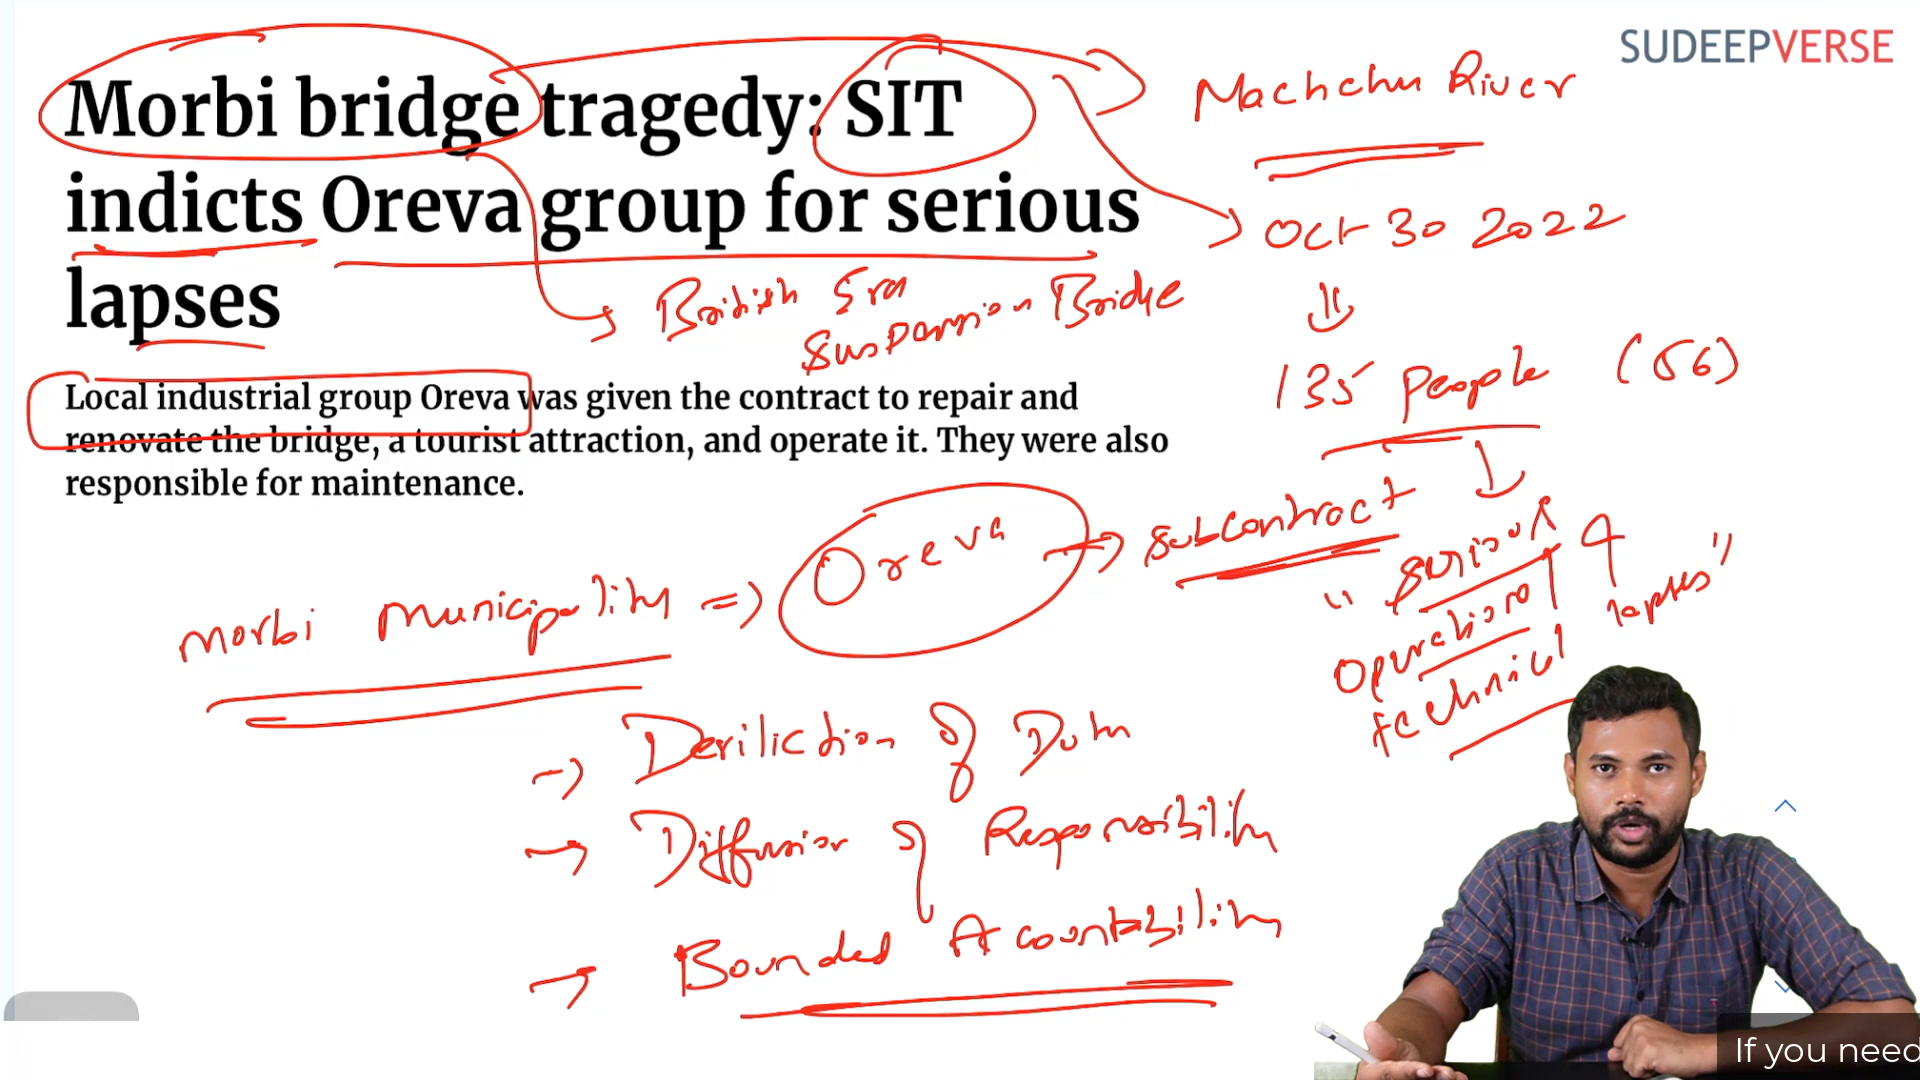 SUDEEPVERSE
Morbi bridge tragedy: SIT
indicts Oreva group for serious
lapses
Machchu River
Oct 30 2022
British Era
Suspension Bridge
135 people (56)
Local industrial group Oreva was given the contract to repair and
renovate the bridge, a tourist attraction, and operate it. They were also
responsible for maintenance.
morbi municipality => Oreva → subcontract
"serious
operational &
technical lapses"
→ Deriliction of Duty
→ Diffusion of Responsibility
→ Bounded Acountability
If you need